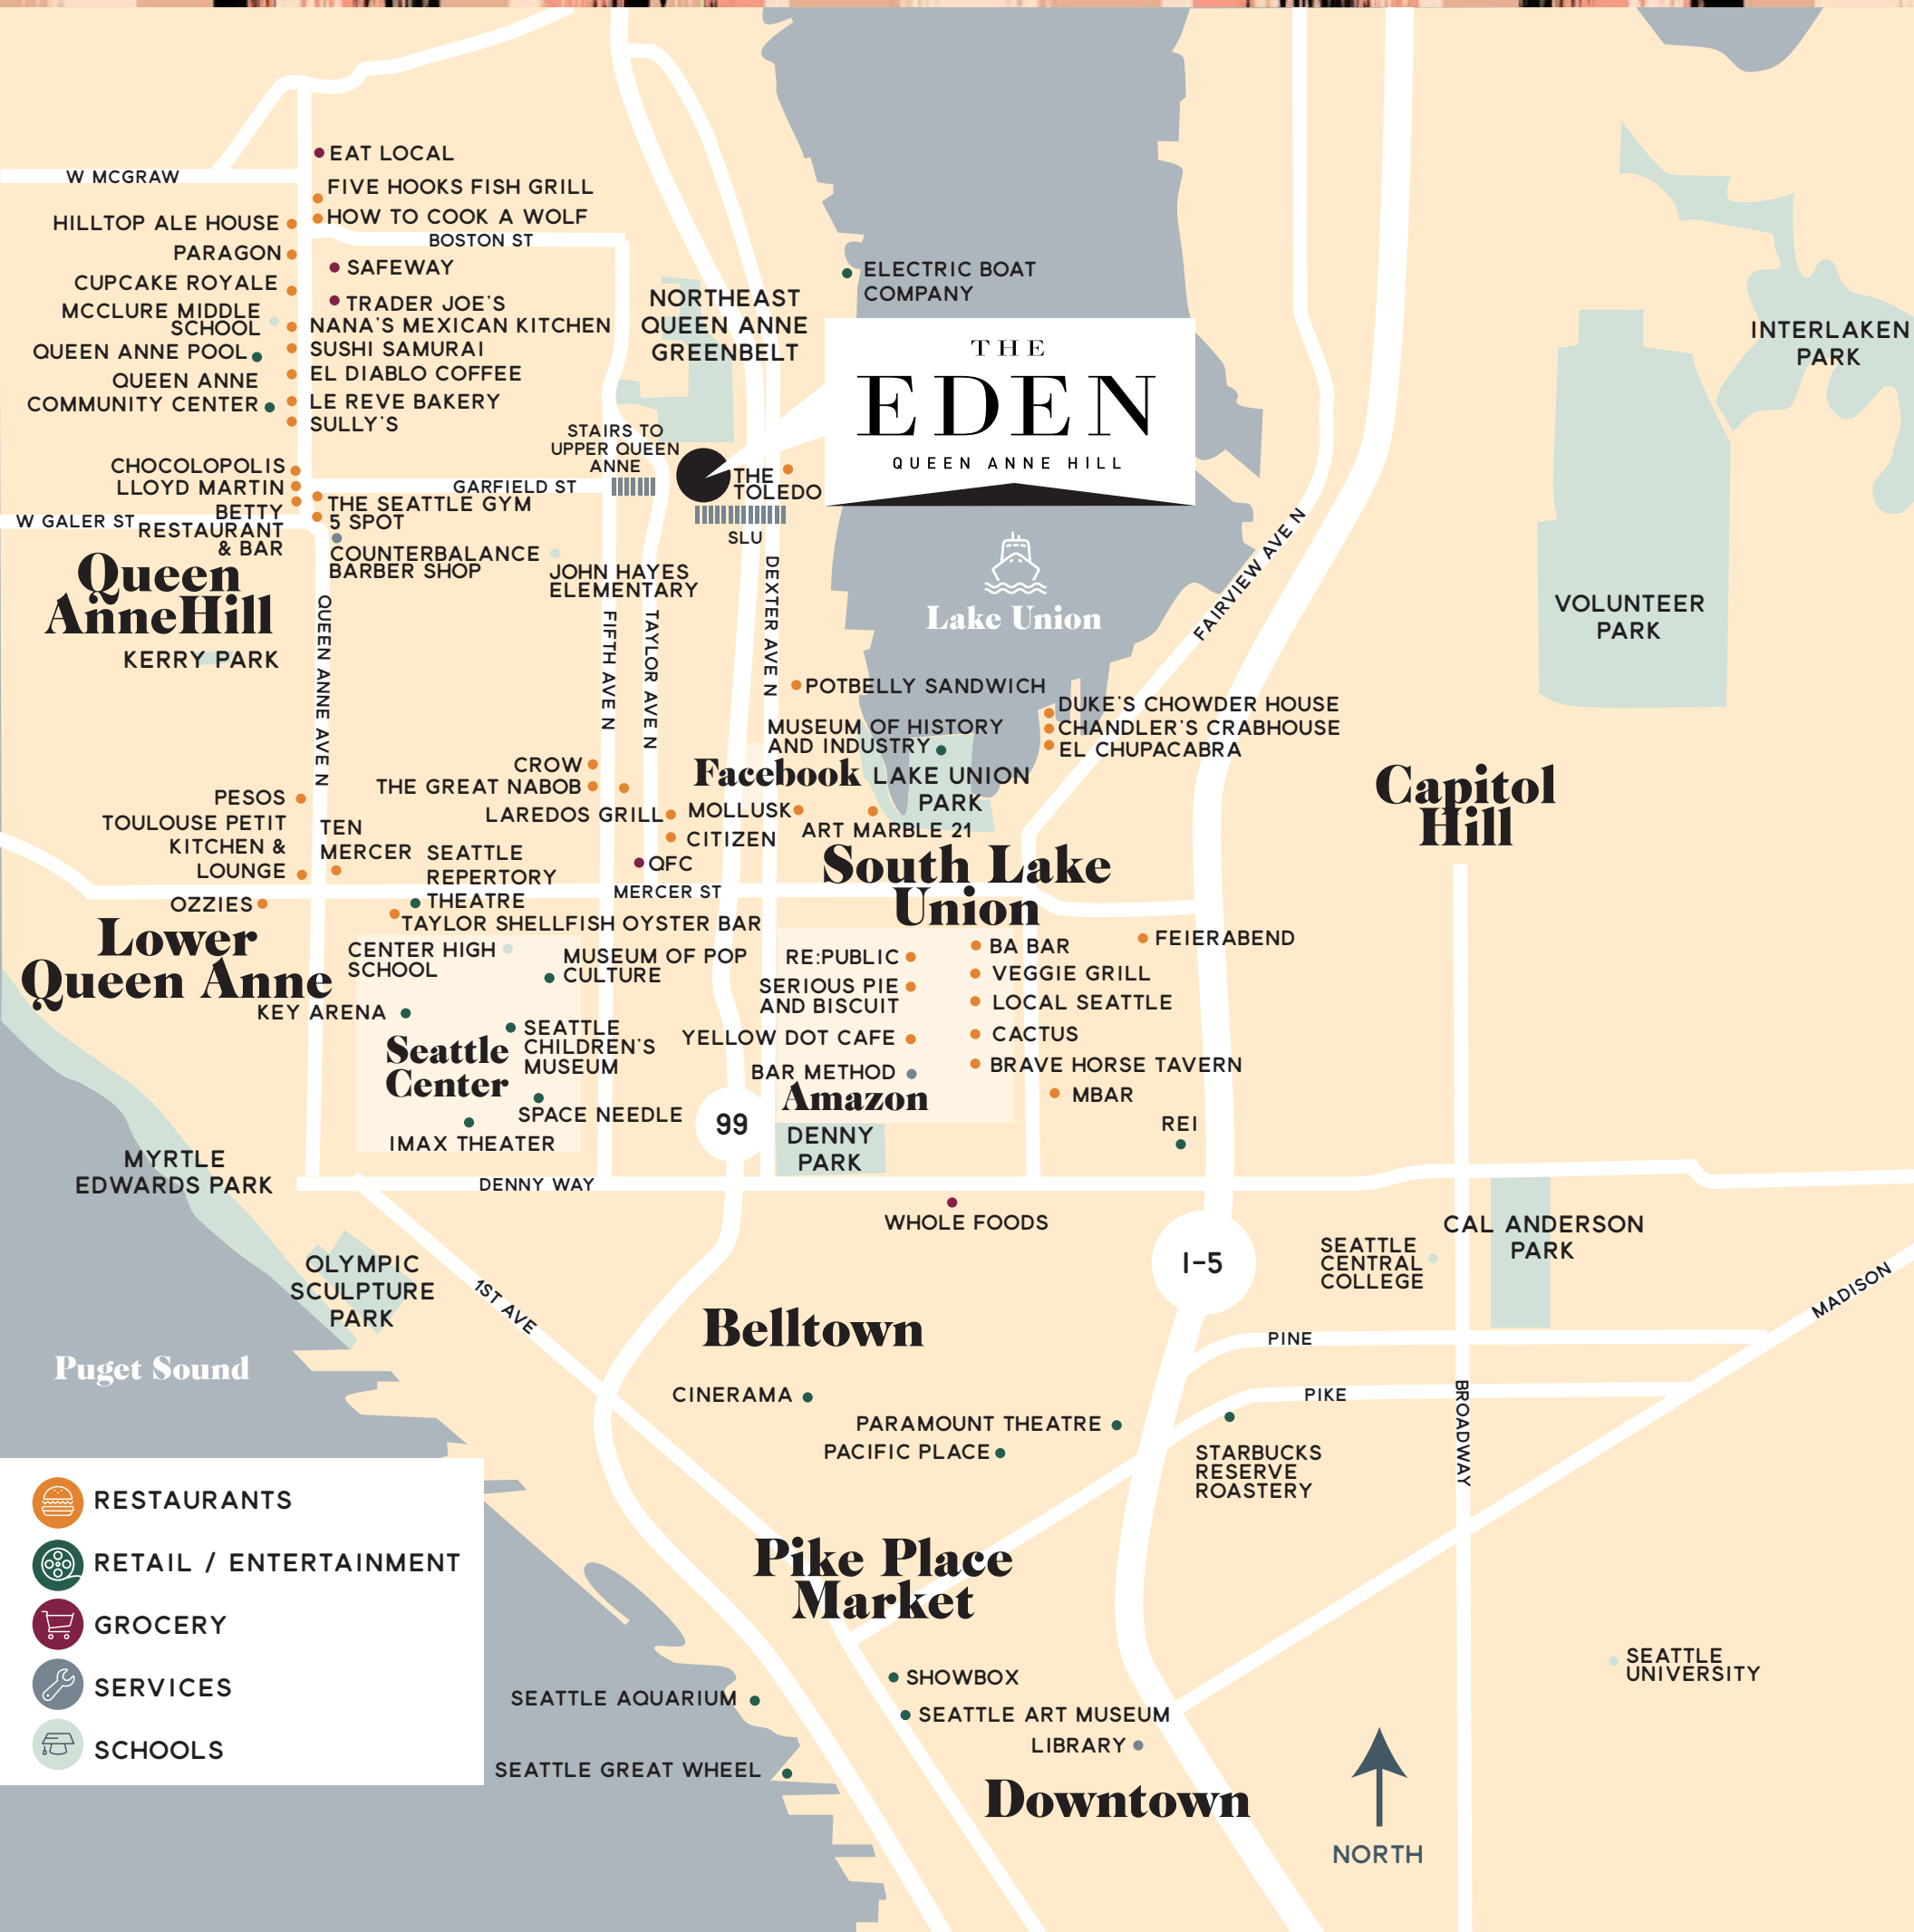 EAT LOCAL
W MCGRAW
FIVE HOOKS FISH GRILL
HILLTOP ALE HOUSE
HOW TO COOK A WOLF
BOSTON ST
PARAGON
SAFEWAY
CUPCAKE ROYALE
TRADER JOE'S
MCCLURE MIDDLE
SCHOOL
NANA'S MEXICAN KITCHEN
QUEEN ANNE POOL
SUSHI SAMURAI
QUEEN ANNE
COMMUNITY CENTER
EL DIABLO COFFEE
LE REVE BAKERY
SULLY'S
NORTHEAST
QUEEN ANNE
GREENBELT
ELECTRIC BOAT
COMPANY
THE
EDEN
QUEEN ANNE HILL
INTERLAKEN
PARK
STAIRS TO
UPPER QUEEN
ANNE
CHOCOLOPOLIS
LLOYD MARTIN
BETTY
RESTAURANT
& BAR
GARFIELD ST
THE SEATTLE GYM
5 SPOT
W GALER ST
COUNTERBALANCE
BARBER SHOP
THE
TOLEDO
SLU
JOHN HAYES
ELEMENTARY
Queen
AnneHill
KERRY PARK
QUEEN ANNE AVE N
FIFTH AVE N
TAYLOR AVE N
DEXTER AVE N
Lake Union
FAIRVIEW AVE N
VOLUNTEER
PARK
POTBELLY SANDWICH
DUKE'S CHOWDER HOUSE
CHANDLER'S CRABHOUSE
EL CHUPACABRA
MUSEUM OF HISTORY
AND INDUSTRY
Facebook
LAKE UNION
PARK
CROW
THE GREAT NABOB
LAREDOS GRILL
MOLLUSK
ART MARBLE 21
CITIZEN
QFC
Capitol
Hill
PESOS
TOULOUSE PETIT
KITCHEN &
LOUNGE
TEN
MERCER
SEATTLE
REPERTORY
THEATRE
MERCER ST
South Lake
Union
OZZIES
TAYLOR SHELLFISH OYSTER BAR
Lower
Queen Anne
CENTER HIGH
SCHOOL
MUSEUM OF POP
CULTURE
KEY ARENA
SEATTLE
CHILDREN'S
MUSEUM
Seattle
Center
SPACE NEEDLE
IMAX THEATER
RE:PUBLIC
SERIOUS PIE
AND BISCUIT
YELLOW DOT CAFE
BAR METHOD
Amazon
BA BAR
VEGGIE GRILL
LOCAL SEATTLE
CACTUS
BRAVE HORSE TAVERN
FEIERABEND
MBAR
REI
99
DENNY
PARK
MYRTLE
EDWARDS PARK
DENNY WAY
WHOLE FOODS
I-5
CAL ANDERSON
PARK
SEATTLE
CENTRAL
COLLEGE
OLYMPIC
SCULPTURE
PARK
1ST AVE
Belltown
MADISON
PINE
PIKE
BROADWAY
Puget Sound
CINERAMA
PARAMOUNT THEATRE
PACIFIC PLACE
STARBUCKS
RESERVE
ROASTERY
RESTAURANTS
RETAIL / ENTERTAINMENT
GROCERY
SERVICES
SCHOOLS
Pike Place
Market
SHOWBOX
SEATTLE AQUARIUM
SEATTLE ART MUSEUM
LIBRARY
SEATTLE GREAT WHEEL
Downtown
SEATTLE
UNIVERSITY
NORTH